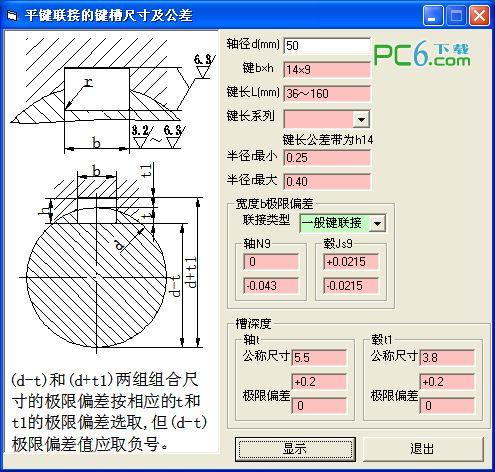 平键联接的键槽尺寸及公差
6.3/
r
3.2/～6.3/
b
b
t1
h
t
d
d-t
d+t1
(d-t)和(d+t1)两组组合尺
寸的极限偏差按相应的t和
t1的极限偏差选取,但(d-t)
极限偏差值应取负号。
轴径d(mm) 50
PC6下载
.com
键b×h 14×9
键长L(mm) 36～160
键长系列
键长公差带为h14
半径r最小 0.25
半径r最大 0.40
宽度b极限偏差
联接类型 一般键联接
轴N9 毂Js9
0 +0.0215
-0.043 -0.0215
槽深度
轴t 毂t1
公称尺寸 5.5 公称尺寸 3.8
+0.2 +0.2
极限偏差 极限偏差
0 0
显示 退出